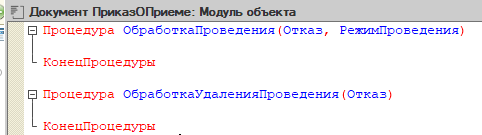 Документ ПриказОПриеме: Модуль объекта
Процедура ОбработкаПроведения(Отказ, РежимПроведения)
КонецПроцедуры
Процедура ОбработкаУдаленияПроведения(Отказ)
КонецПроцедуры